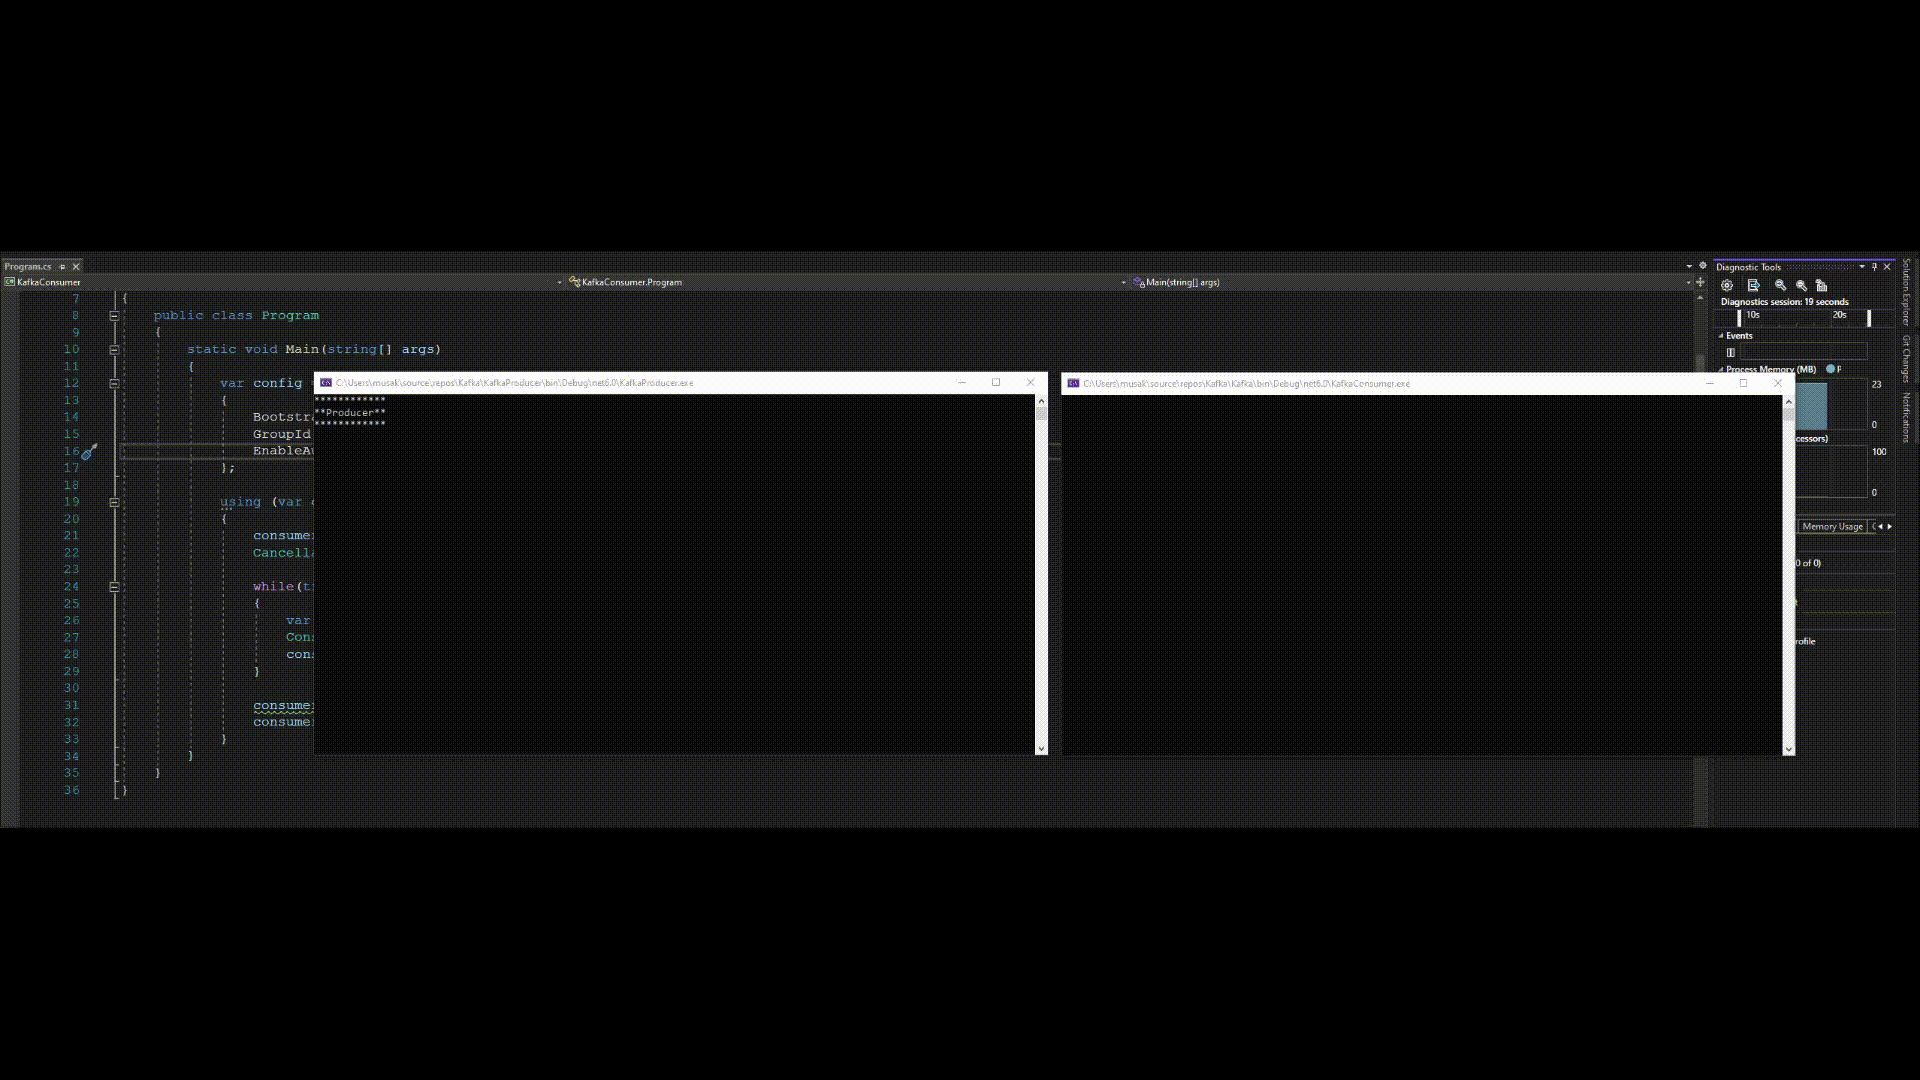 Program.cs
KafkaConsumer
KafkaConsumer.Program
Main(string[] args)
7 {
8 public class Program
9 {
10 static void Main(string[] args)
11 {
12 var config
13 {
14 Bootstra
15 GroupId
16 EnableA
17 };
18
19 using (var
20 {
21 consume
22 Cancella
23
24 while(t
25 {
26 var
27 Cons
28 cons
29 }
30
31 consume
32 consume
33 }
34 }
35 }
36 }
C:\Users\musak\source\repos\Kafka\KafkaProducer\bin\Debug\net6.0\KafkaProducer.exe
************
**Producer**
************
C:\Users\musak\source\repos\Kafka\Kafka\bin\Debug\net6.0\KafkaConsumer.exe
Diagnostic Tools
Diagnostics session: 19 seconds
10s 20s
Events
Process Memory (MB) P
23
0
cessors)
100
0
Memory Usage
0 of 0)
rofile
Solution Explorer
Git Changes
Notifications